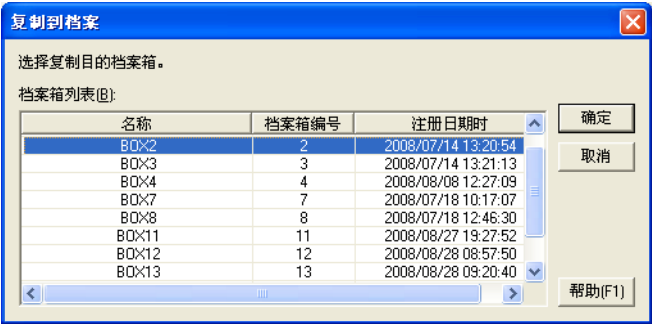 复制到档案
选择复制目的档案箱。
档案箱列表(B):
名称 档案箱编号 注册日期时
BOX2 2 2008/07/14 13:20:54
BOX3 3 2008/07/14 13:21:13
BOX4 4 2008/08/08 12:27:09
BOX7 7 2008/07/18 10:17:07
BOX8 8 2008/07/18 12:46:30
BOX11 11 2008/08/27 19:27:52
BOX12 12 2008/08/28 08:57:50
BOX13 13 2008/08/28 09:20:40
确定
取消
帮助(F1)